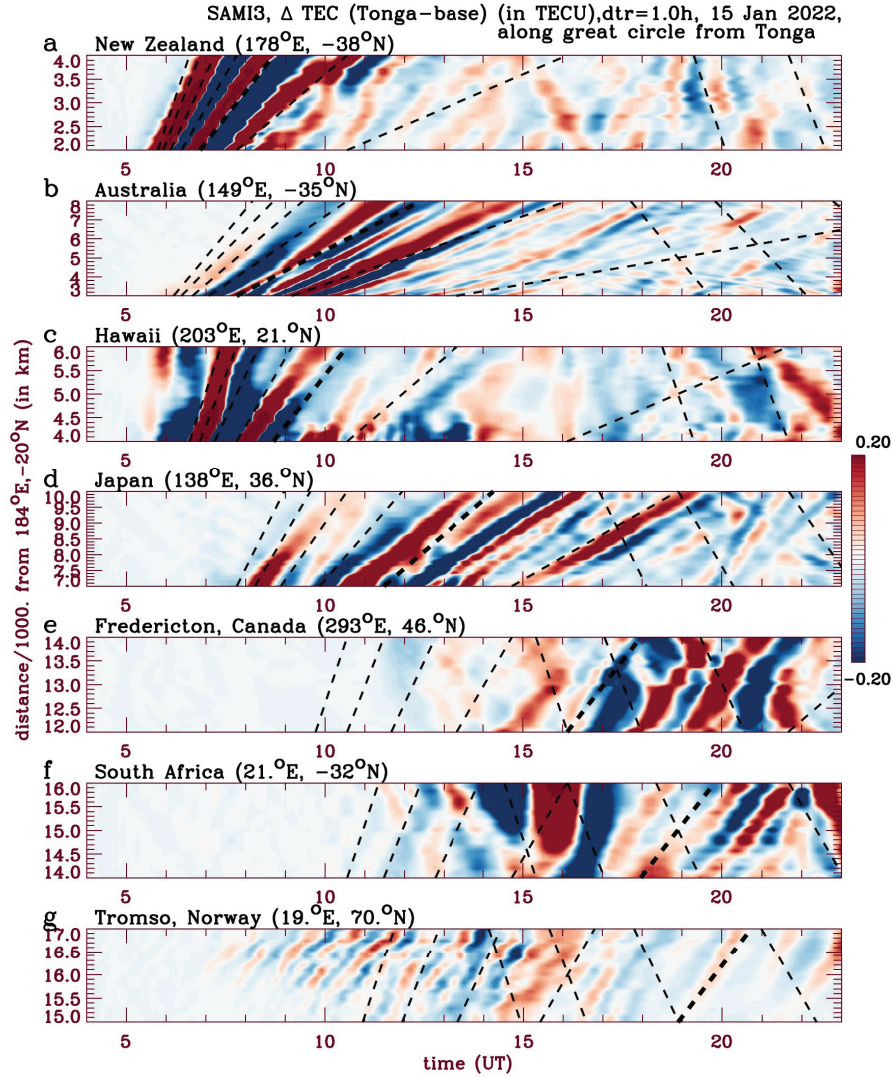 SAMI3, Δ TEC (Tonga-base) (in TECU),dtr=1.0h, 15 Jan 2022,
along great circle from Tonga
a New Zealand (178°E, -38°N)
4.0
3.5
3.0
2.5
2.0
5 10 15 20
b Australia (149°E, -35°N)
8
7
6
5
4
3
5 10 15 20
c Hawaii (203°E, 21.°N)
6.0
5.5
5.0
4.5
4.0
5 10 15 20
distance/1000. from 184°E,-20°N (in km)
0.20
-0.20
d Japan (138°E, 36.°N)
10.0
9.5
9.0
8.5
8.0
7.5
7.0
5 10 15 20
e Fredericton, Canada (293°E, 46.°N)
14.0
13.5
13.0
12.5
12.0
5 10 15 20
f South Africa (21.°E, -32°N)
16.0
15.5
15.0
14.5
14.0
5 10 15 20
g Tromso, Norway (19.°E, 70.°N)
17.0
16.5
16.0
15.5
15.0
5 10 15 20
time (UT)